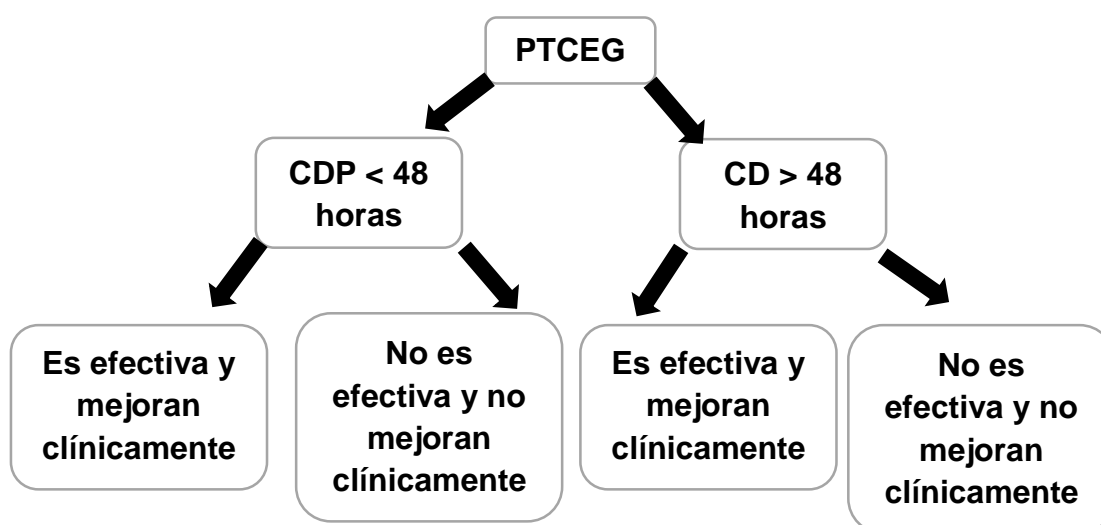 PTCEG
CDP < 48
horas
CD > 48
horas
Es efectiva y
mejoran
clínicamente
No es
efectiva y no
mejoran
clínicamente
Es efectiva y
mejoran
clínicamente
No es
efectiva y no
mejoran
clínicamente